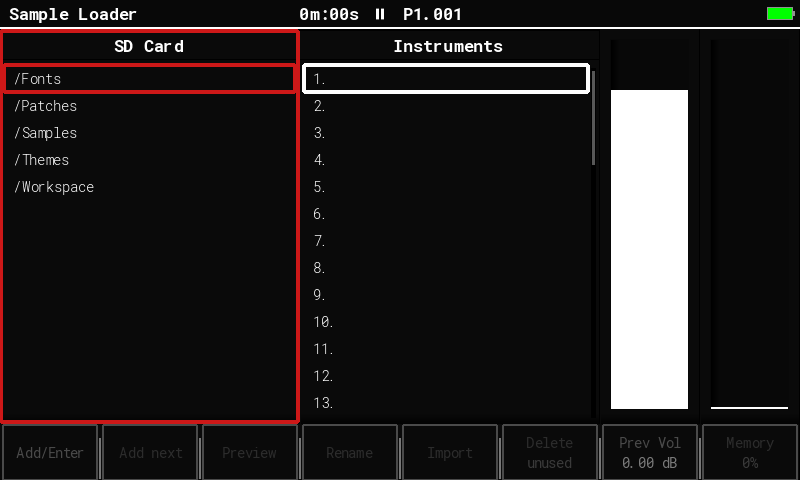 Sample Loader
0m:00s
P1.001
SD Card
/Fonts
/Patches
/Samples
/Themes
/Workspace
Instruments
1.
2.
3.
4.
5.
6.
7.
8.
9.
10.
11.
12.
13.
Add/Enter
Add next
Preview
Rename
Import
Delete
unused
Prev Vol
0.00 dB
Memory
0%